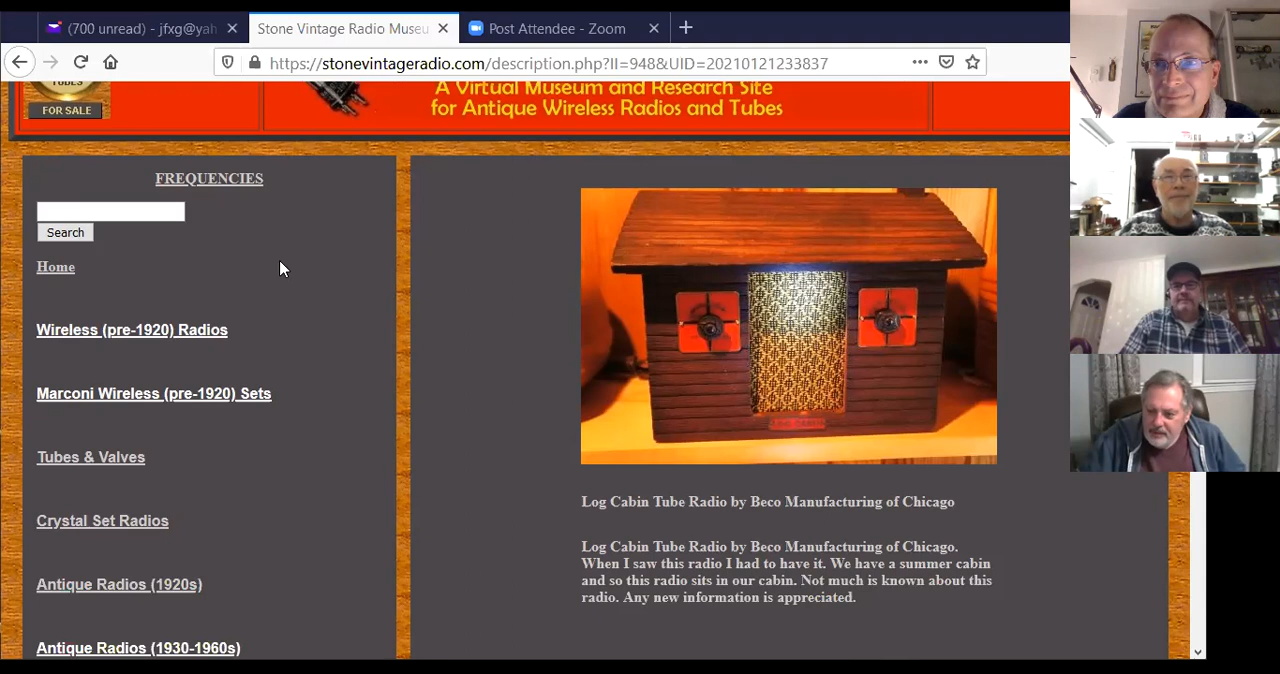 (700 unread) - jfxg@yah
Stone Vintage Radio Museu
Post Attendee - Zoom
https://stonevintageradio.com/description.php?II=948&UID=20210121233837
TUBES
FOR SALE
A Virtual Museum and Research Site
for Antique Wireless Radios and Tubes
FREQUENCIES
Search
Home
Wireless (pre-1920) Radios
Marconi Wireless (pre-1920) Sets
Tubes & Valves
Crystal Set Radios
Antique Radios (1920s)
Antique Radios (1930-1960s)
Log Cabin Tube Radio by Beco Manufacturing of Chicago
Log Cabin Tube Radio by Beco Manufacturing of Chicago.
When I saw this radio I had to have it. We have a summer cabin
and so this radio sits in our cabin. Not much is known about this
radio. Any new information is appreciated.